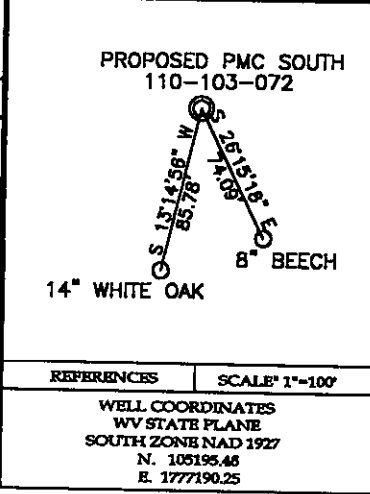 PROPOSED PMC SOUTH
110-103-072
S 13°14'56" W
85.78'
S 26°15'18" E
74.09'
8" BEECH
14" WHITE OAK
REFERENCES
SCALE" 1"=100'
WELL COORDINATES
WV STATE PLANE
SOUTH ZONE NAD 1927
N. 105195.46
E. 1777190.25